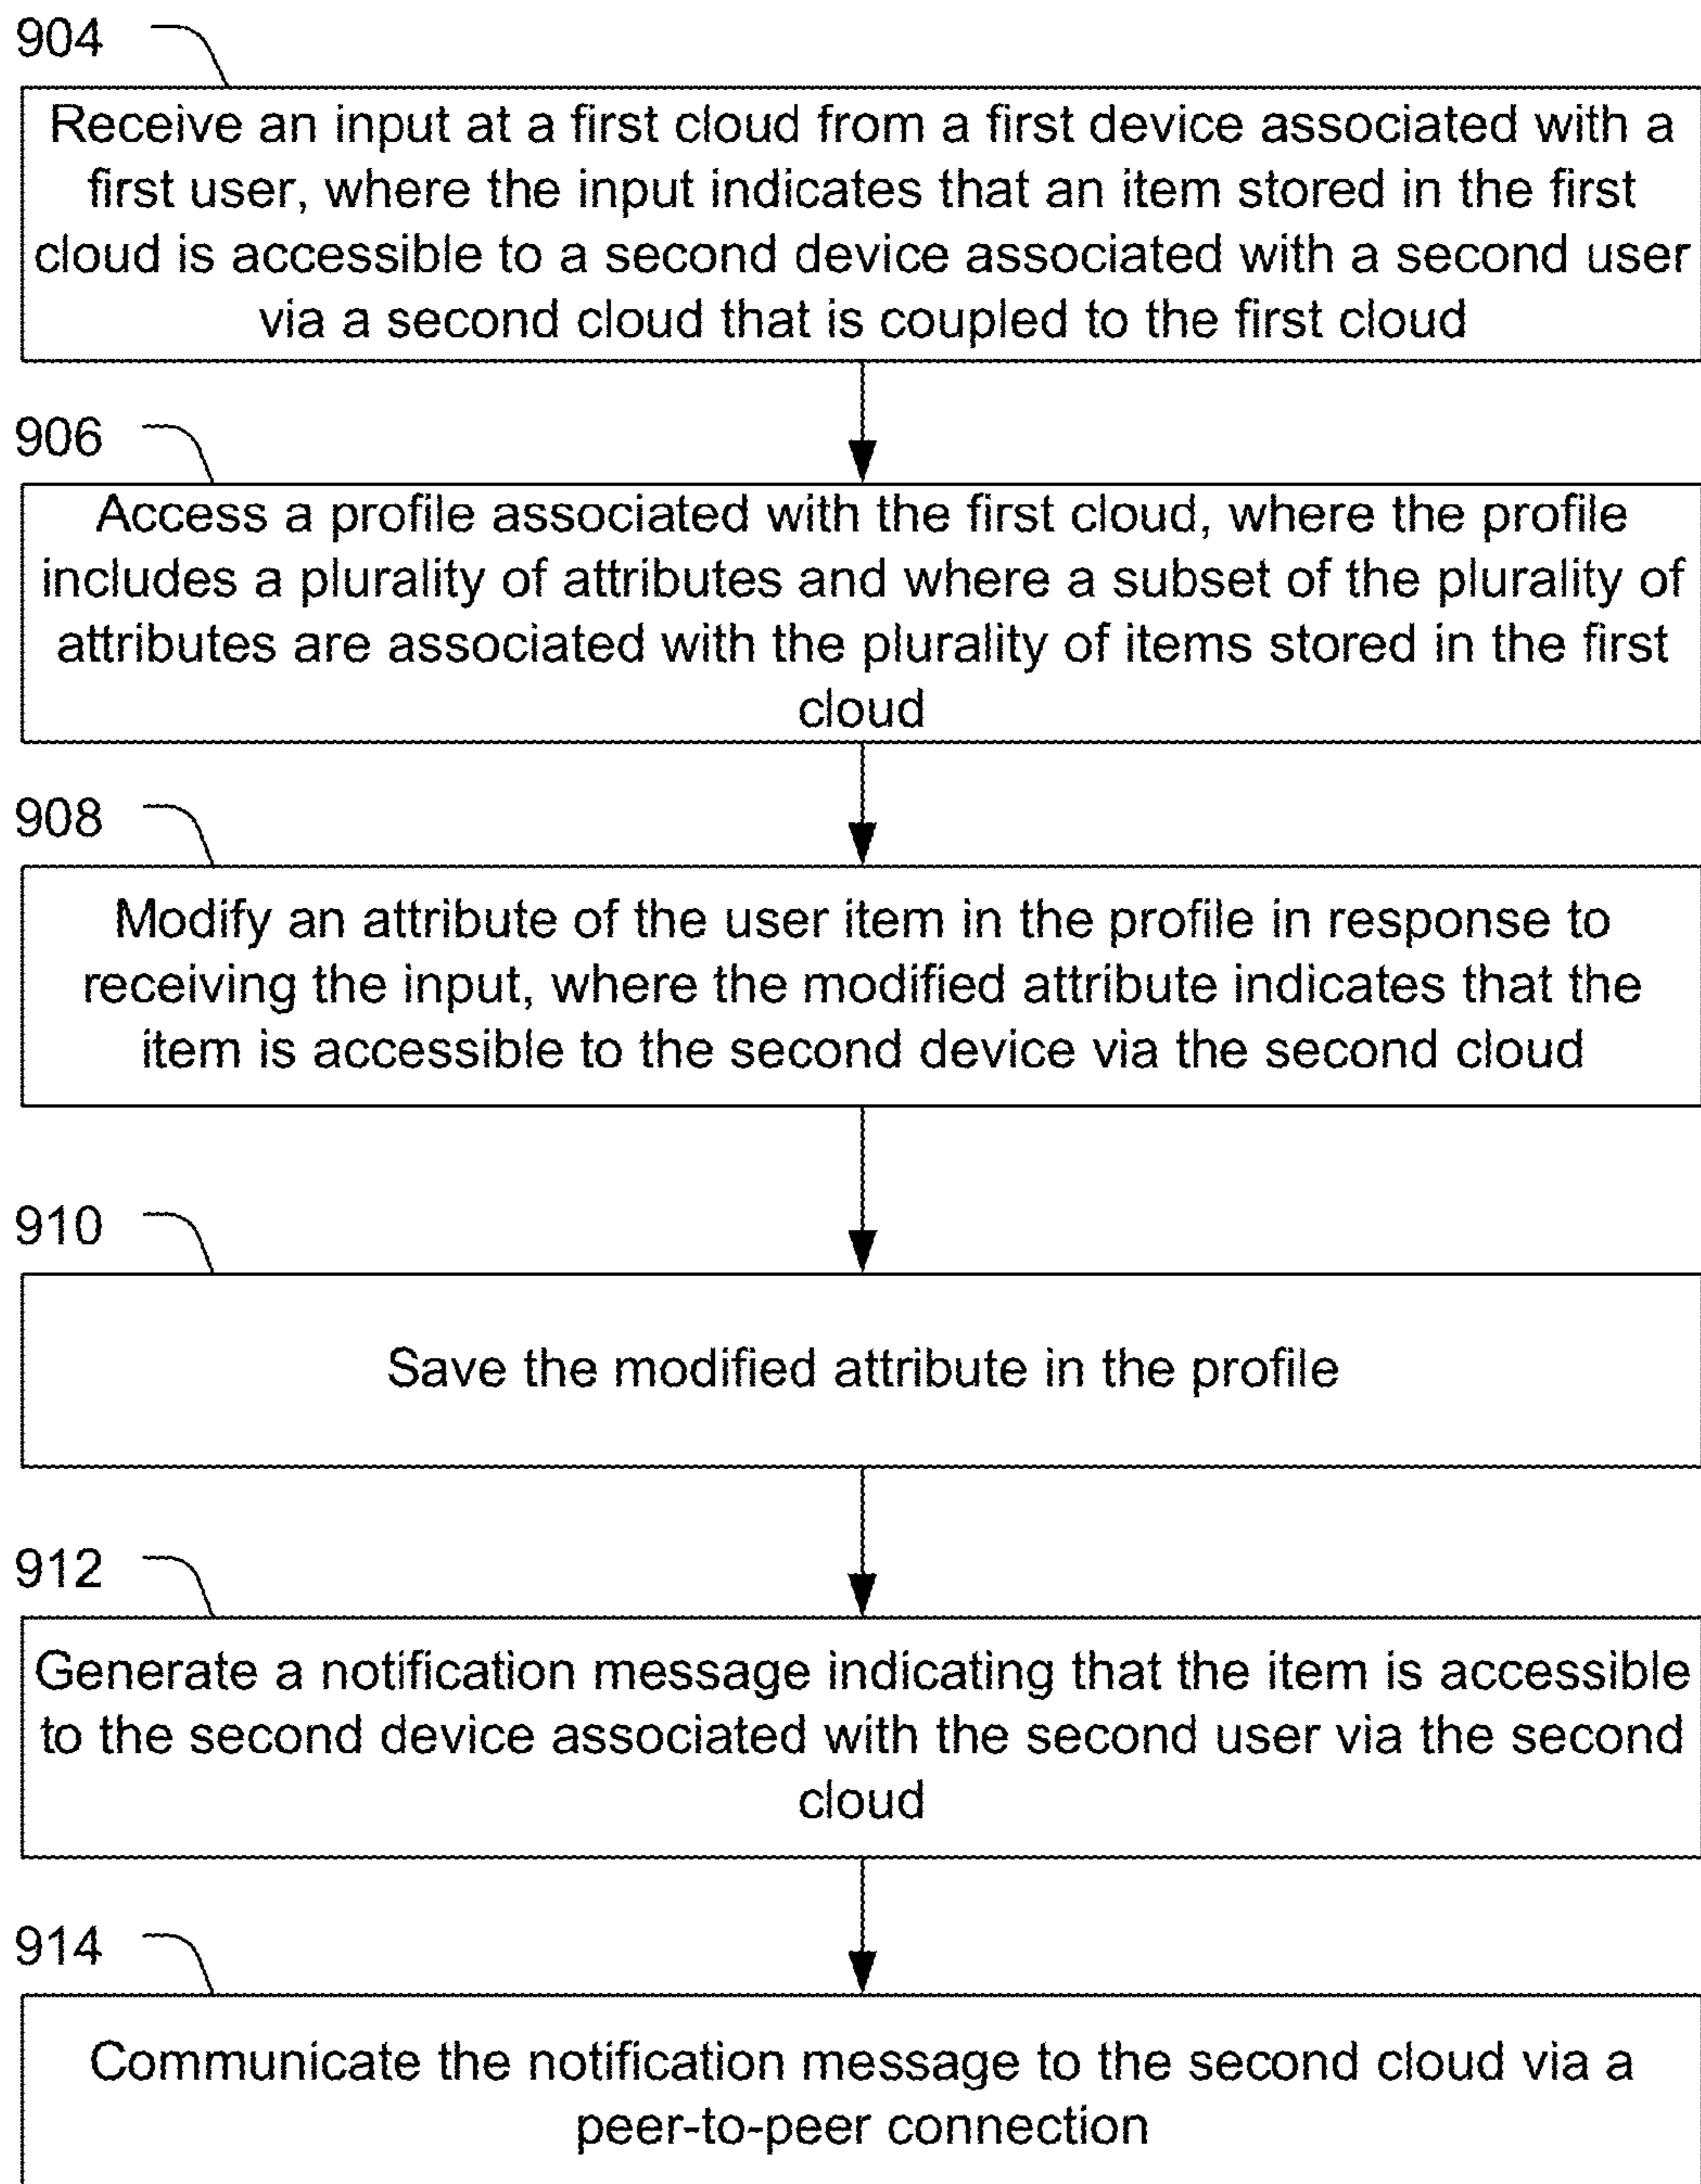 904
Receive an input at a first cloud from a first device associated with a
first user, where the input indicates that an item stored in the first
cloud is accessible to a second device associated with a second user
via a second cloud that is coupled to the first cloud
906
Access a profile associated with the first cloud, where the profile
includes a plurality of attributes and where a subset of the plurality of
attributes are associated with the plurality of items stored in the first
cloud
908
Modify an attribute of the user item in the profile in response to
receiving the input, where the modified attribute indicates that the
item is accessible to the second device via the second cloud
910
Save the modified attribute in the profile
912
Generate a notification message indicating that the item is accessible
to the second device associated with the second user via the second
cloud
914
Communicate the notification message to the second cloud via a
peer-to-peer connection